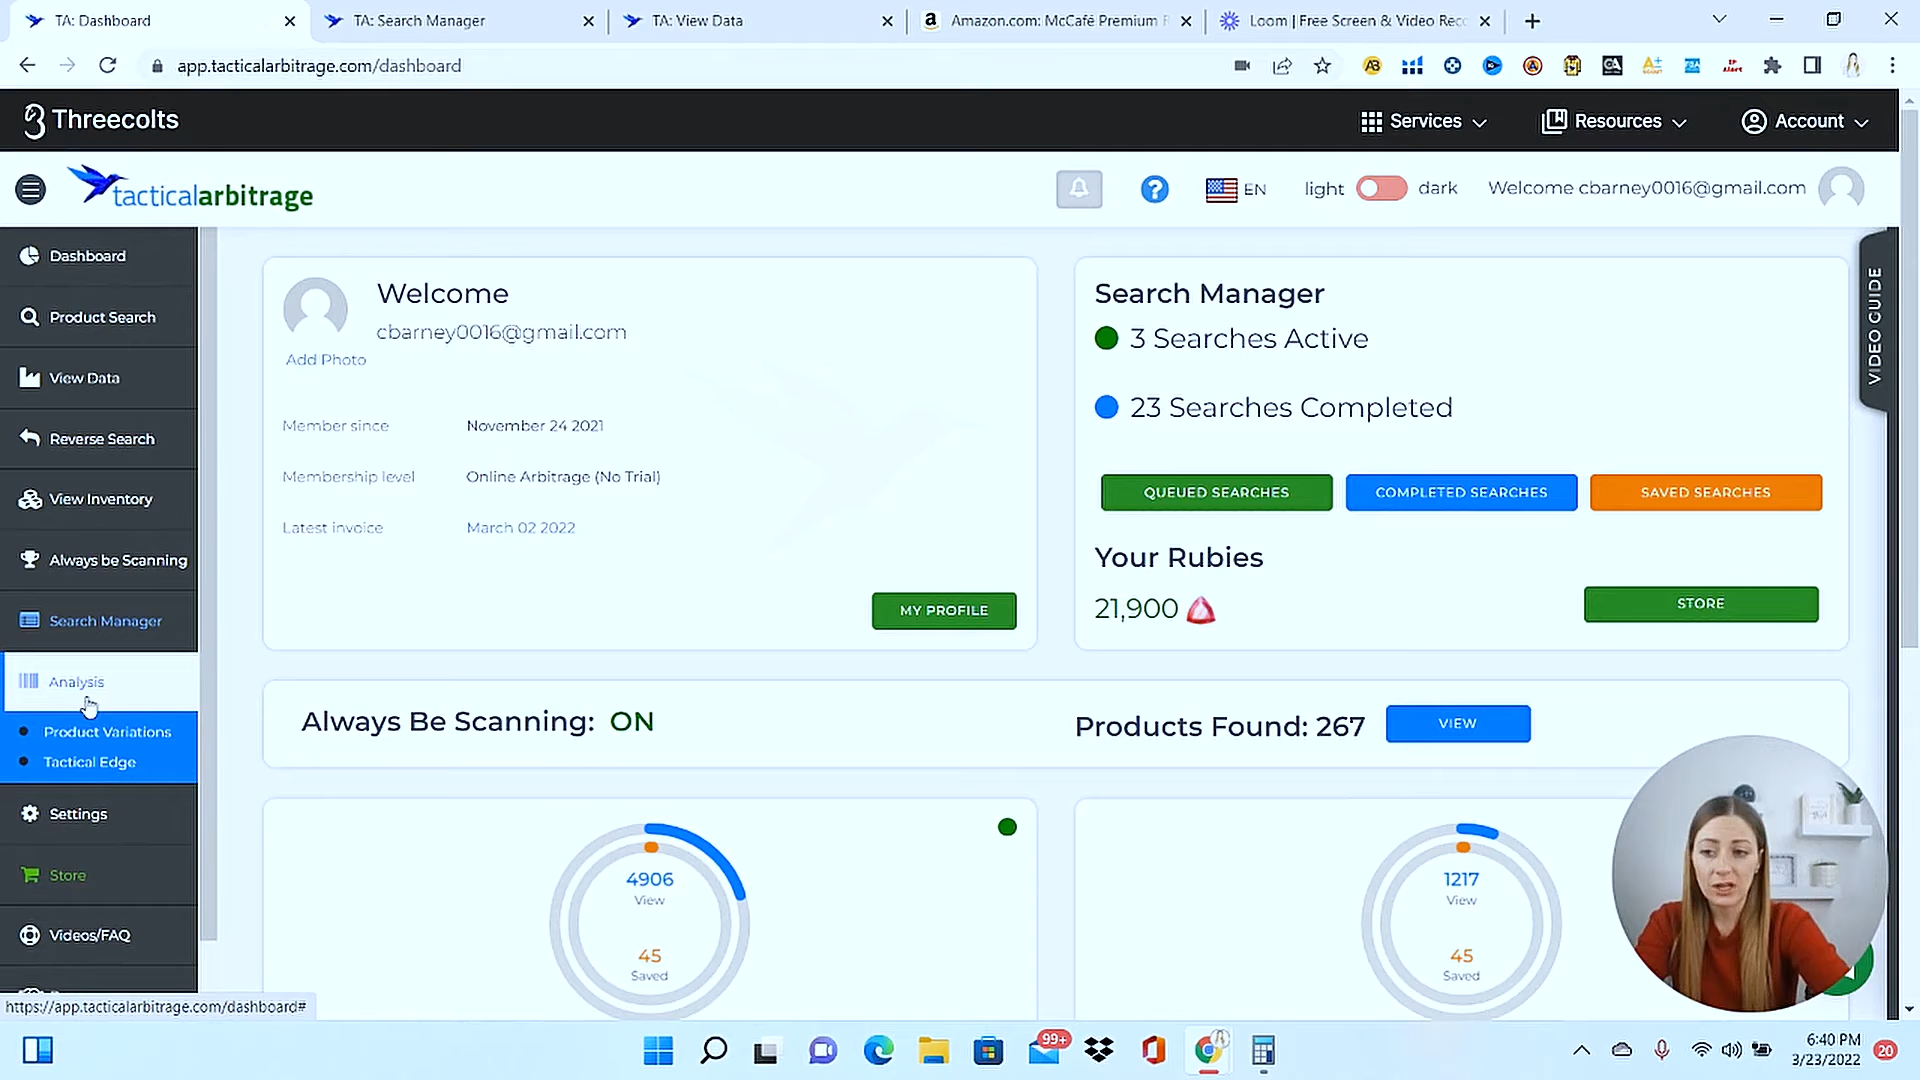 TA: Dashboard
TA: Search Manager
TA: View Data
Amazon.com: McCafé Premium
Loom | Free Screen & Video Rec
app.tacticalarbitrage.com/dashboard
Threecolts
Services
Resources
Account
tacticalarbitrage
EN
light
dark
Welcome cbarney0016@gmail.com
Dashboard
Product Search
View Data
Reverse Search
View Inventory
Always be Scanning
Search Manager
Analysis
Product Variations
Tactical Edge
Settings
Store
Videos/FAQ
https://app.tacticalarbitrage.com/dashboard#
Welcome
cbarney0016@gmail.com
Add Photo
Member since
November 24 2021
Membership level
Online Arbitrage (No Trial)
Latest invoice
March 02 2022
MY PROFILE
Search Manager
3 Searches Active
23 Searches Completed
QUEUED SEARCHES
COMPLETED SEARCHES
SAVED SEARCHES
Your Rubies
21,900
STORE
VIDEO GUIDE
Always Be Scanning: ON
Products Found: 267
VIEW
4906
View
45
Saved
1217
View
45
Saved
99+
6:40 PM
3/23/2022
20